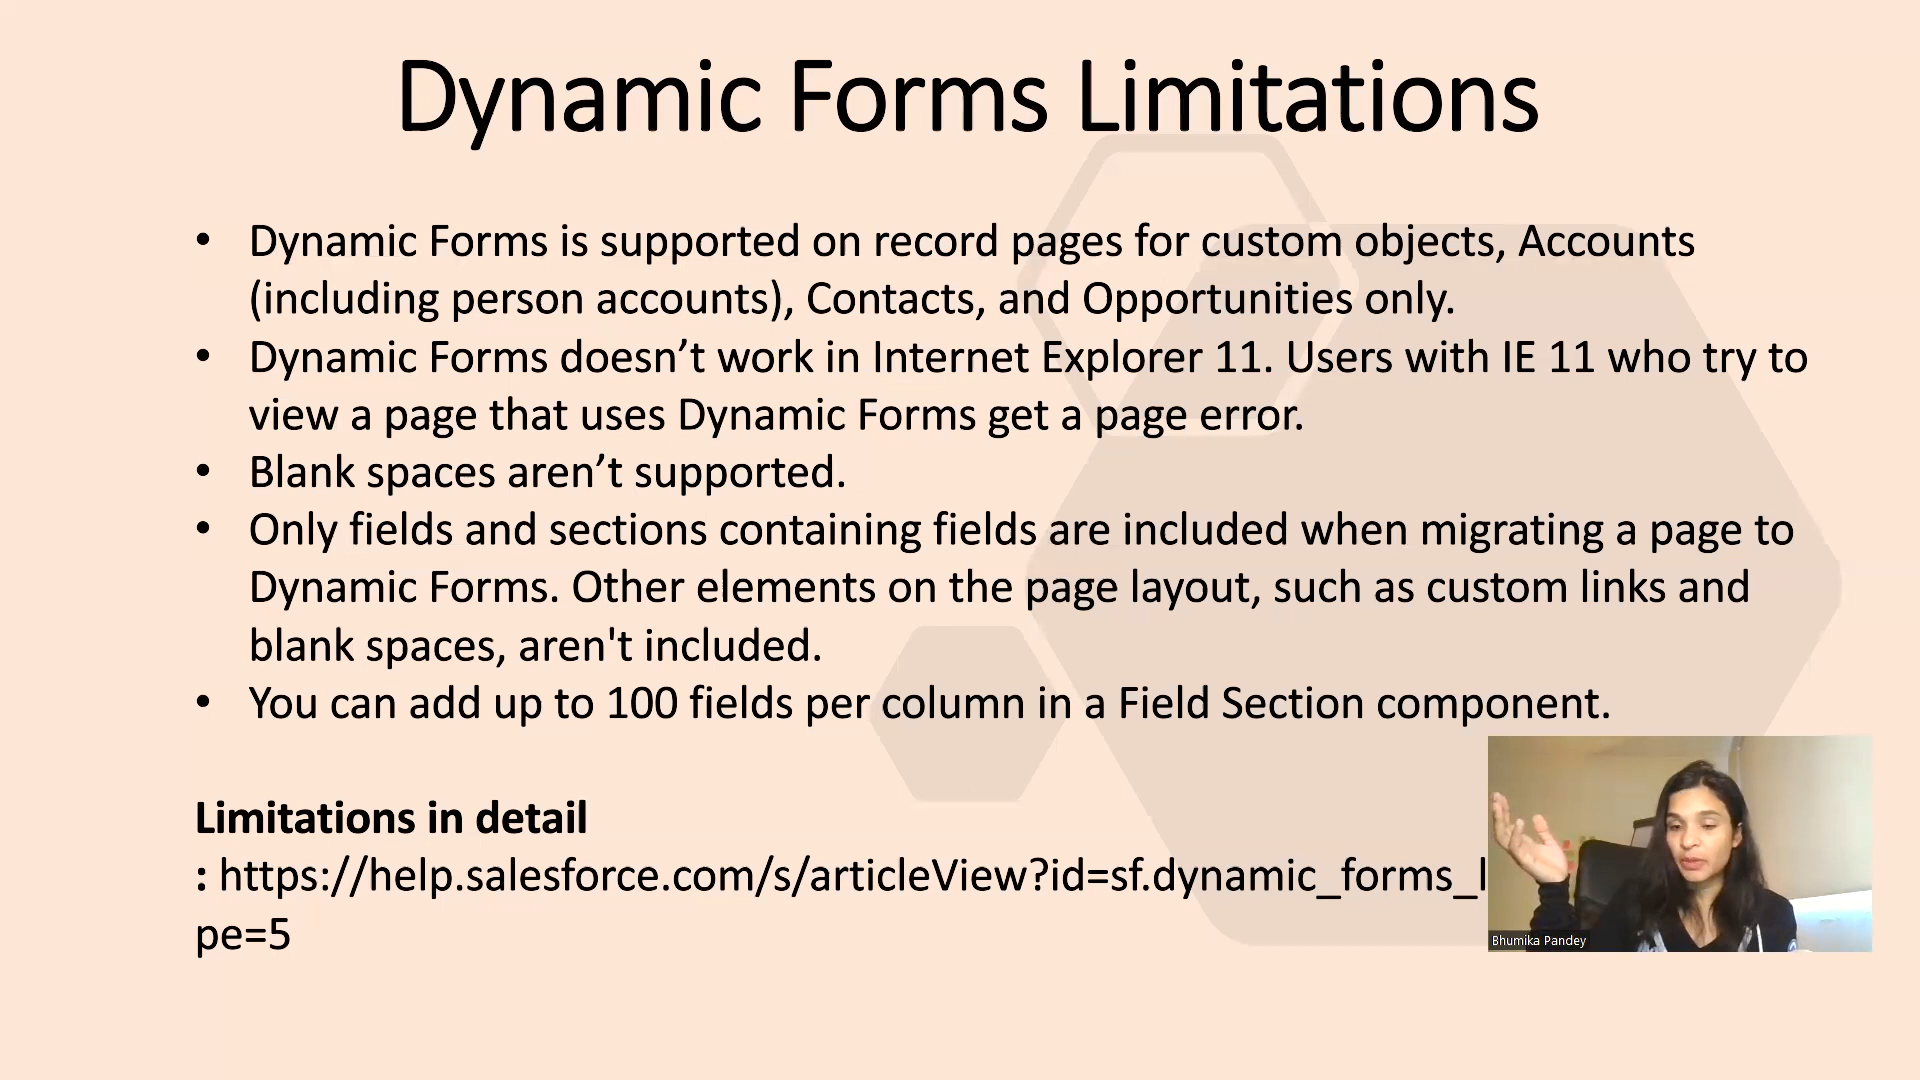 Dynamic Forms Limitations
• Dynamic Forms is supported on record pages for custom objects, Accounts
(including person accounts), Contacts, and Opportunities only.
• Dynamic Forms doesn’t work in Internet Explorer 11. Users with IE 11 who try to
view a page that uses Dynamic Forms get a page error.
• Blank spaces aren’t supported.
• Only fields and sections containing fields are included when migrating a page to
Dynamic Forms. Other elements on the page layout, such as custom links and
blank spaces, aren't included.
• You can add up to 100 fields per column in a Field Section component.
Limitations in detail
: https://help.salesforce.com/s/articleView?id=sf.dynamic_forms_l
pe=5
Bhumika Pandey